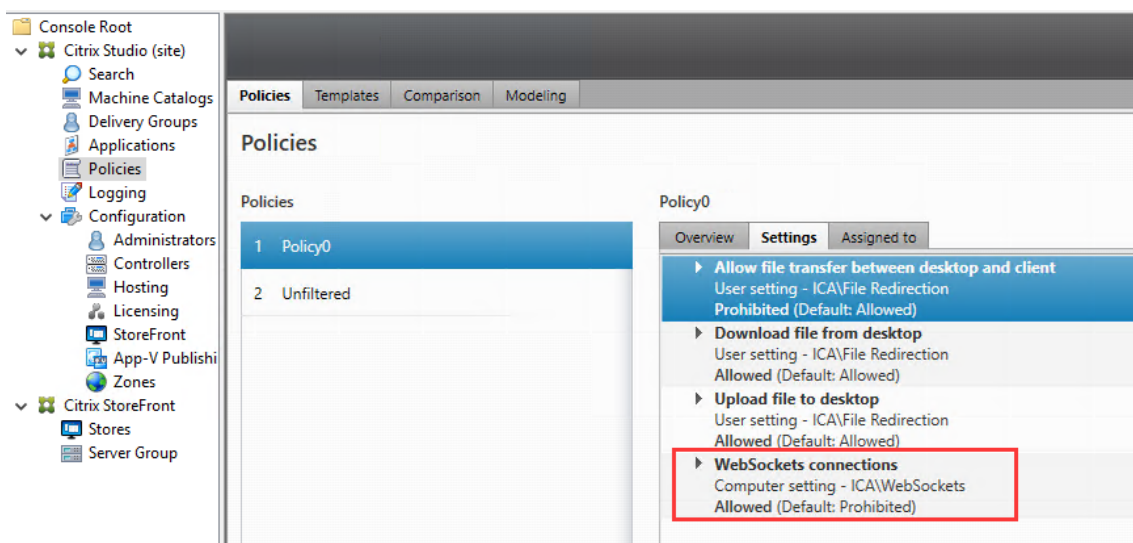 Console Root
Citrix Studio (site)
Search
Machine Catalogs
Delivery Groups
Applications
Policies
Logging
Configuration
Administrators
Controllers
Hosting
Licensing
StoreFront
App-V Publishi
Zones
Citrix StoreFront
Stores
Server Group
Policies Templates Comparison Modeling
Policies
Policies
1 Policy0
2 Unfiltered
Policy0
Overview Settings Assigned to
Allow file transfer between desktop and client
User setting - ICA\File Redirection
Prohibited (Default: Allowed)
Download file from desktop
User setting - ICA\File Redirection
Allowed (Default: Allowed)
Upload file to desktop
User setting - ICA\File Redirection
Allowed (Default: Allowed)
WebSockets connections
Computer setting - ICA\WebSockets
Allowed (Default: Prohibited)